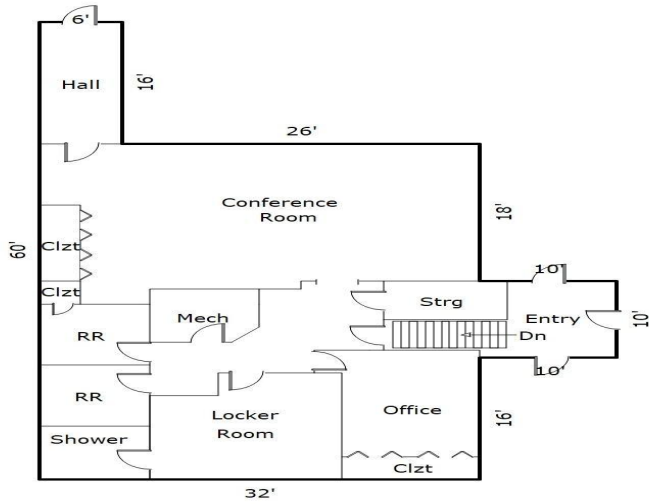 6'
Hall
16'
26'
Conference
Room
18'
60'
Clzt
Clzt
10'
Strg
Mech
Entry
10'
RR
Dn
10'
RR
Office
Locker
Room
16'
Shower
Clzt
32'